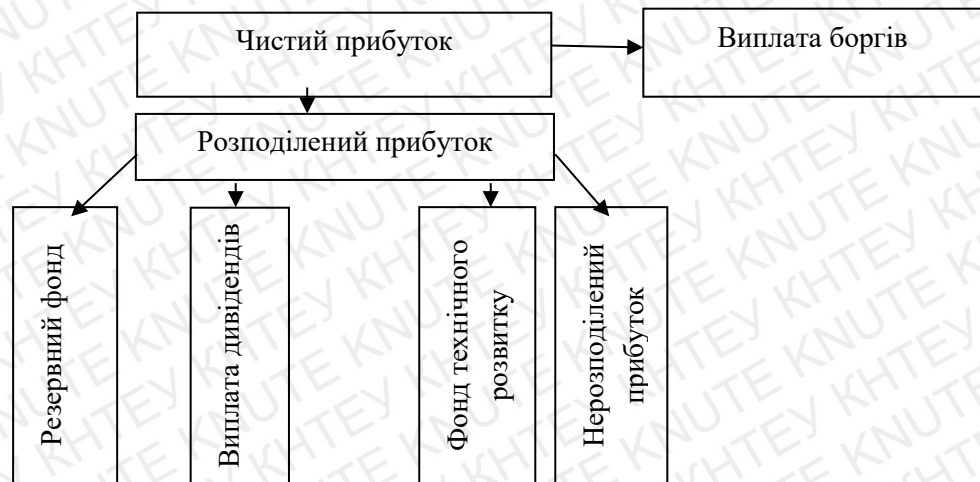 Чистий прибуток
Виплата боргів
Розподілений прибуток
Резервний фонд
Виплата дивідендів
Фонд технічного
розвитку
Нерозподілений
прибуток